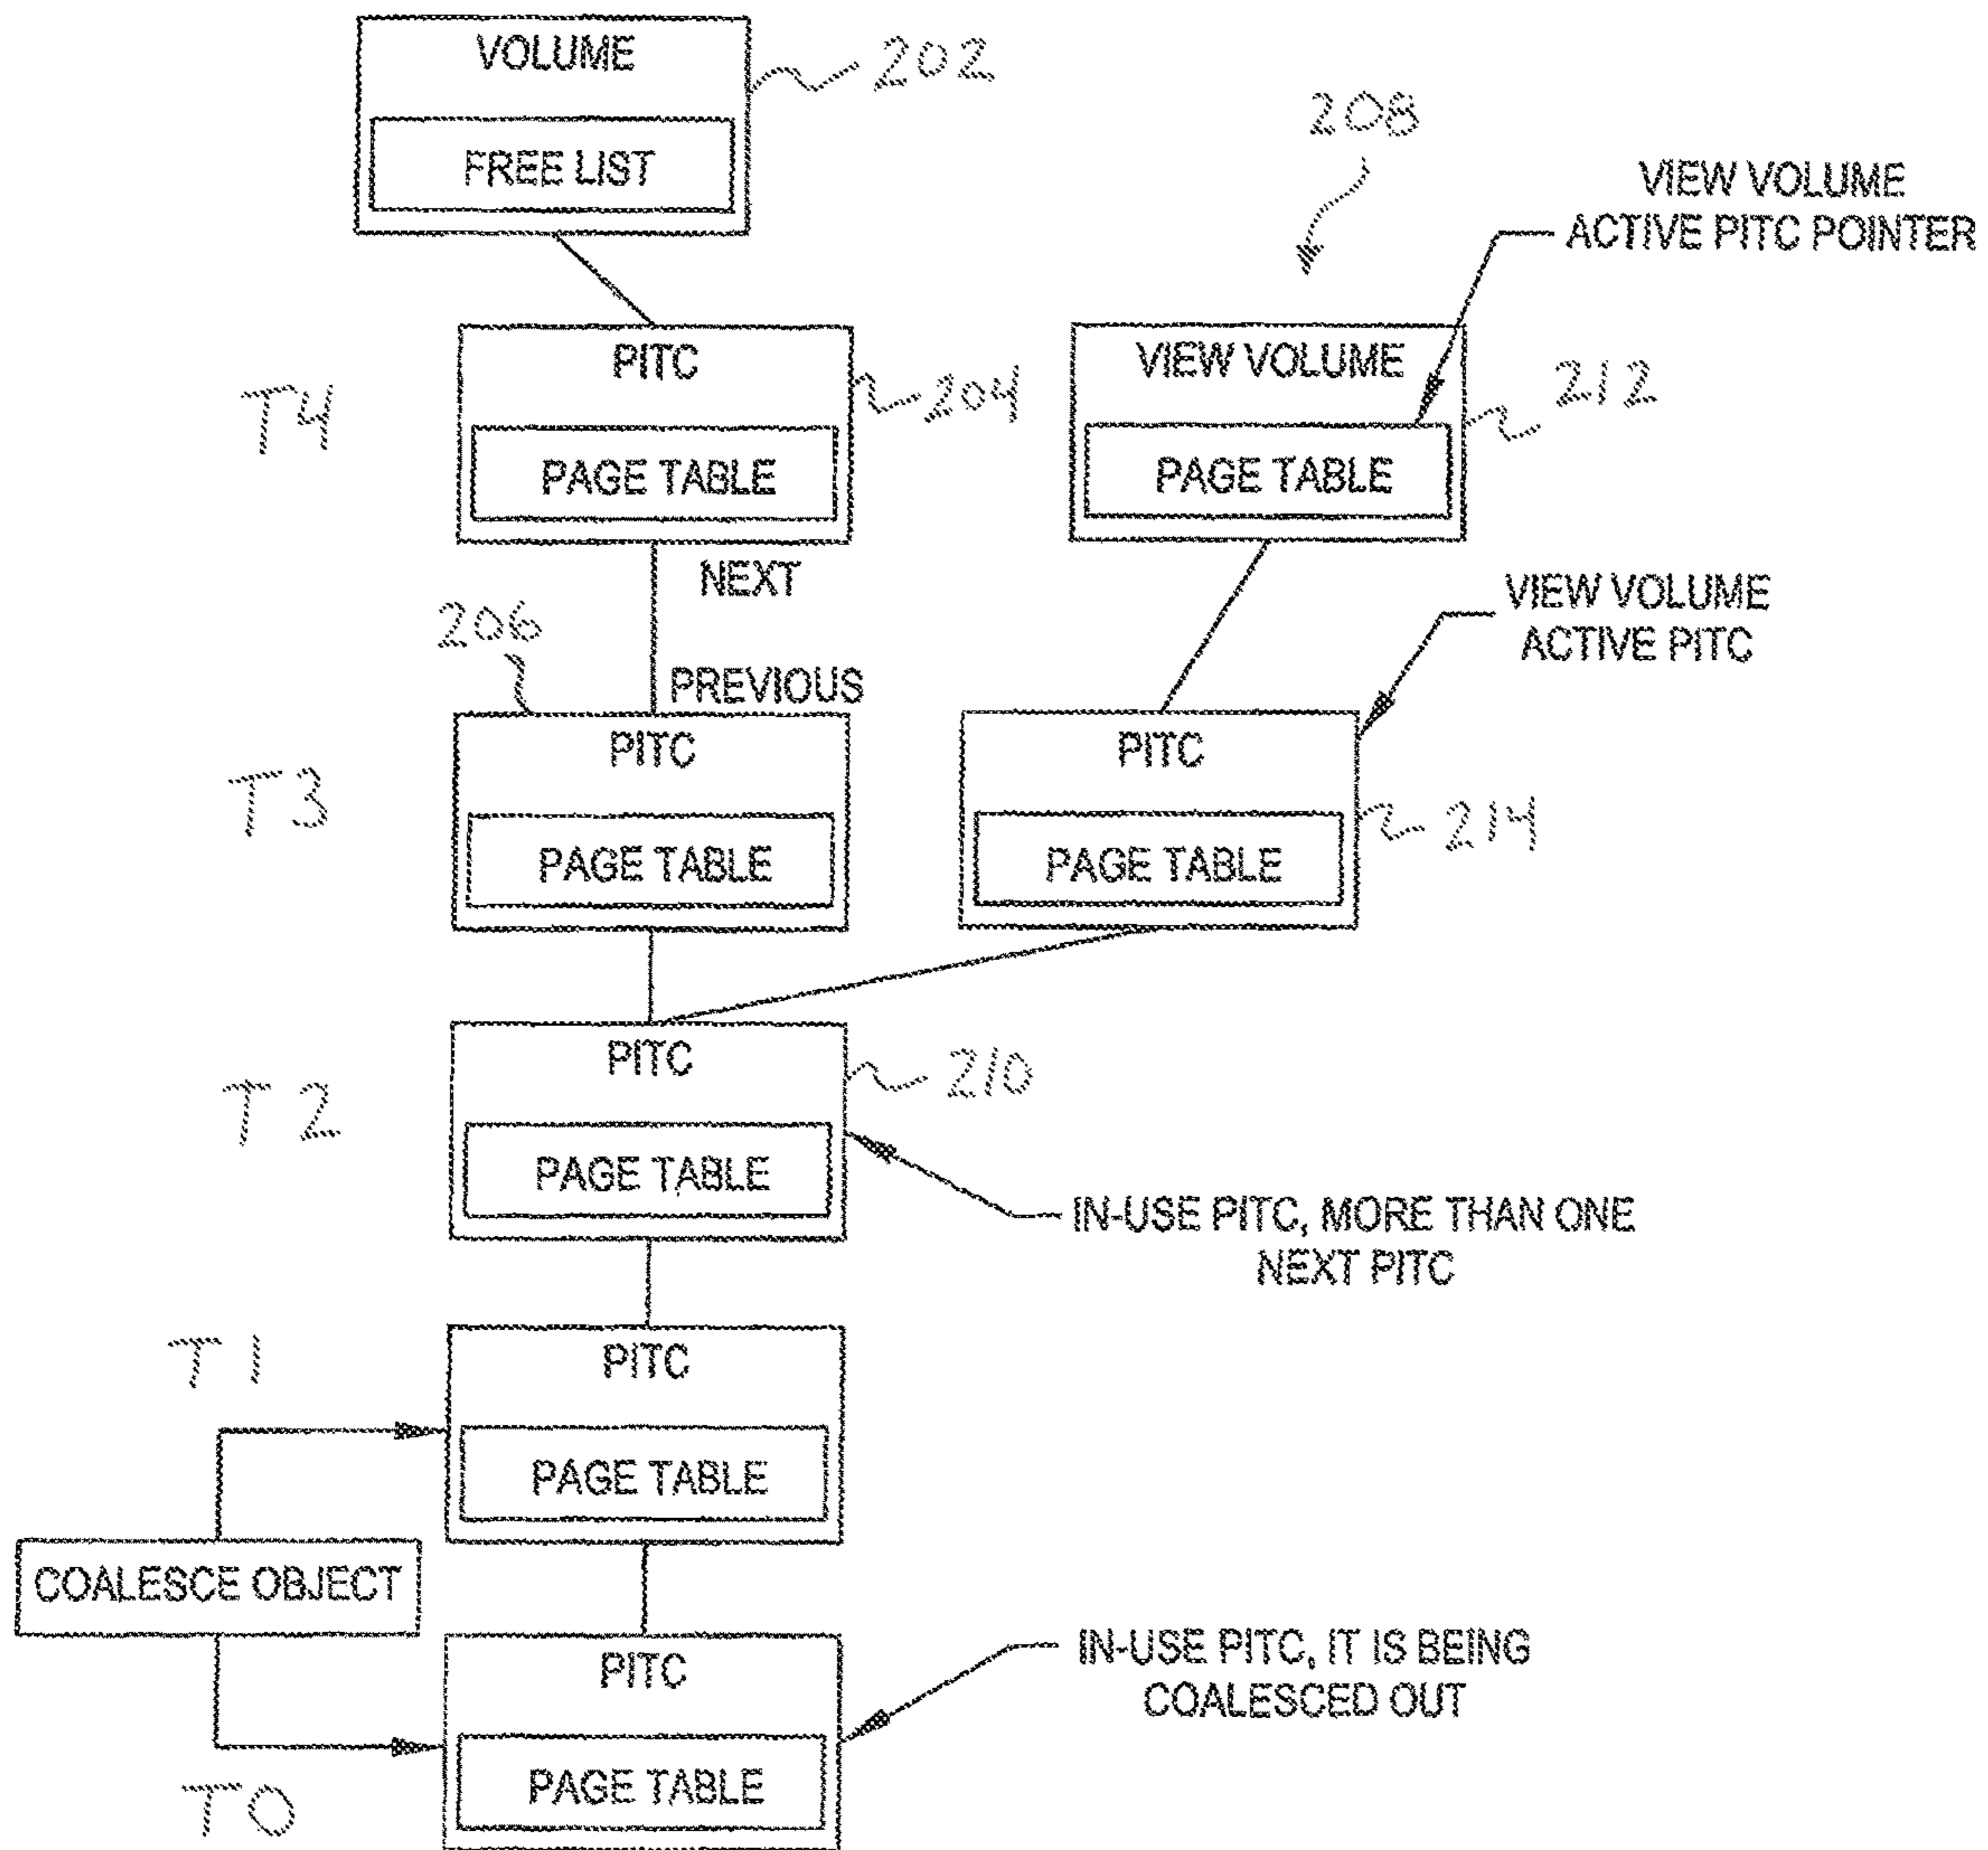 VOLUME
202
FREE LIST
208
VIEW VOLUME
ACTIVE PITC POINTER
T4
PITC
204
PAGE TABLE
VIEW VOLUME
212
PAGE TABLE
NEXT
206
PREVIOUS
VIEW VOLUME
ACTIVE PITC
T3
PITC
PAGE TABLE
PITC
214
PAGE TABLE
T2
PITC
210
PAGE TABLE
IN-USE PITC, MORE THAN ONE
NEXT PITC
T1
PITC
PAGE TABLE
COALESCE OBJECT
T0
PITC
PAGE TABLE
IN-USE PITC, IT IS BEING
COALESCED OUT